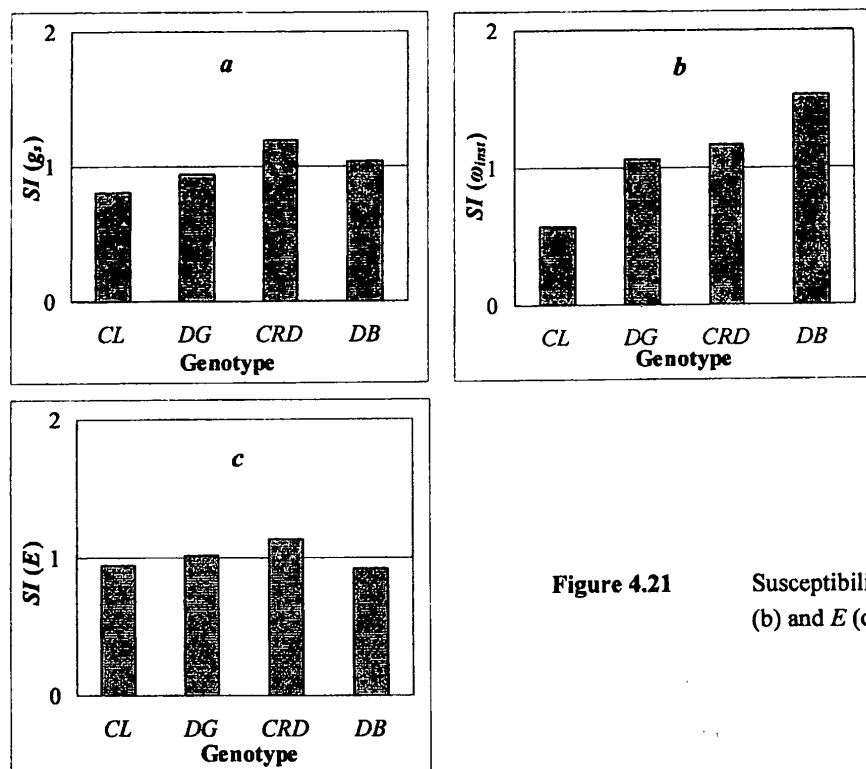 2
a
SI (gs)
1
0
CL DG CRD DB
Genotype
2
b
SI (ωinst)
1
0
CL DG CRD DB
Genotype
2
c
SI (E)
1
0
CL DG CRD DB
Genotype
Figure 4.21 Susceptibili
(b) and E (c